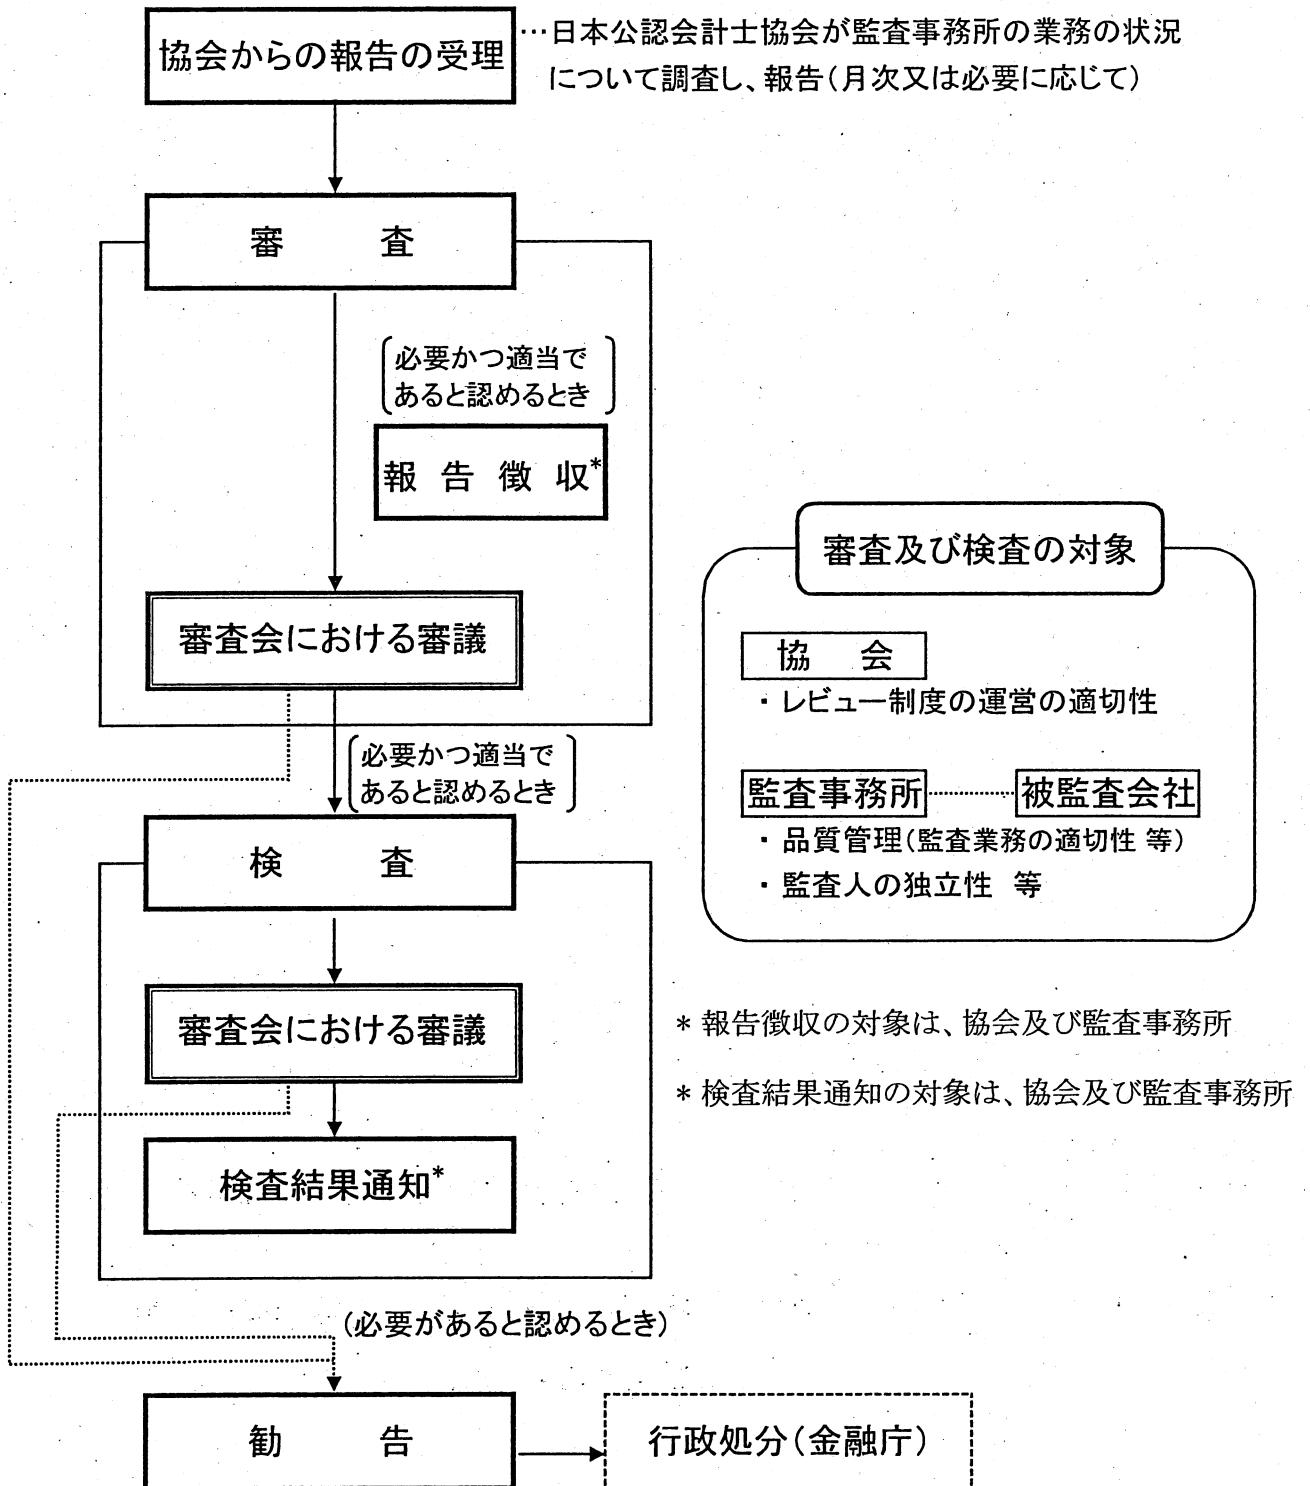 協会からの報告の受理
…日本公認会計士協会が監査事務所の業務の状況
について調査し、報告(月次又は必要に応じて)
審　　査
必要かつ適当で
あると認めるとき
報 告 徴 収*
審査会における審議
必要かつ適当で
あると認めるとき
検　　査
審査会における審議
検査結果通知*
(必要があると認めるとき)
勧　　告
行政処分(金融庁)
審査及び検査の対象
協　会
・レビュー制度の運営の適切性
監査事務所
被監査会社
・品質管理(監査業務の適切性 等)
・監査人の独立性 等
* 報告徴収の対象は、協会及び監査事務所
* 検査結果通知の対象は、協会及び監査事務所